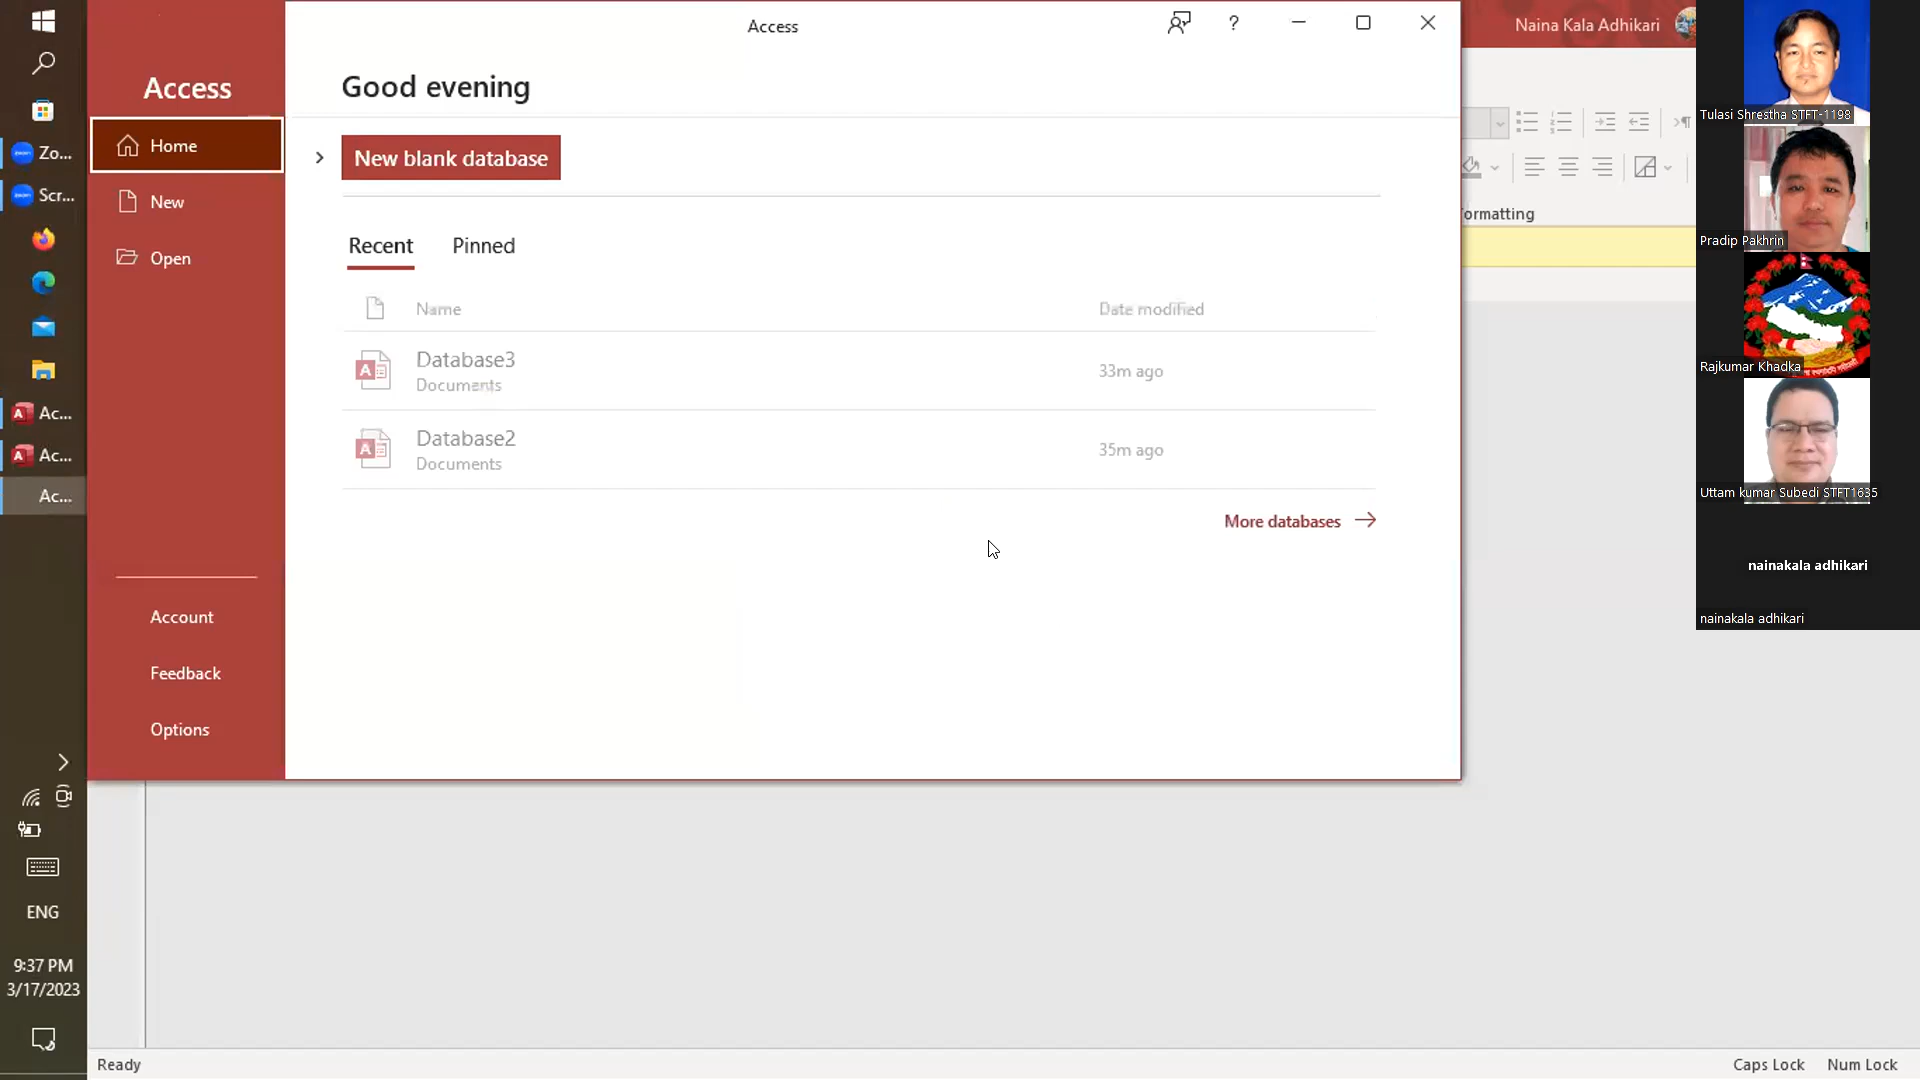 Access
Naina Kala Adhikari
Access
Good evening
Home
New
Open
New blank database
Recent
Pinned
Name
Date modified
Database3
Documents
33m ago
Database2
Documents
35m ago
More databases
Account
Feedback
Options
Zo...
Scr...
Ac...
Ac...
Ac...
ENG
9:37 PM
3/17/2023
Ready
Caps Lock
Num Lock
Formatting
Tulasi Shrestha STFT-1198
Pradip Pakhrin
Rajkumar Khadka
Uttam kumar Subedi STFT1635
nainakala adhikari
nainakala adhikari